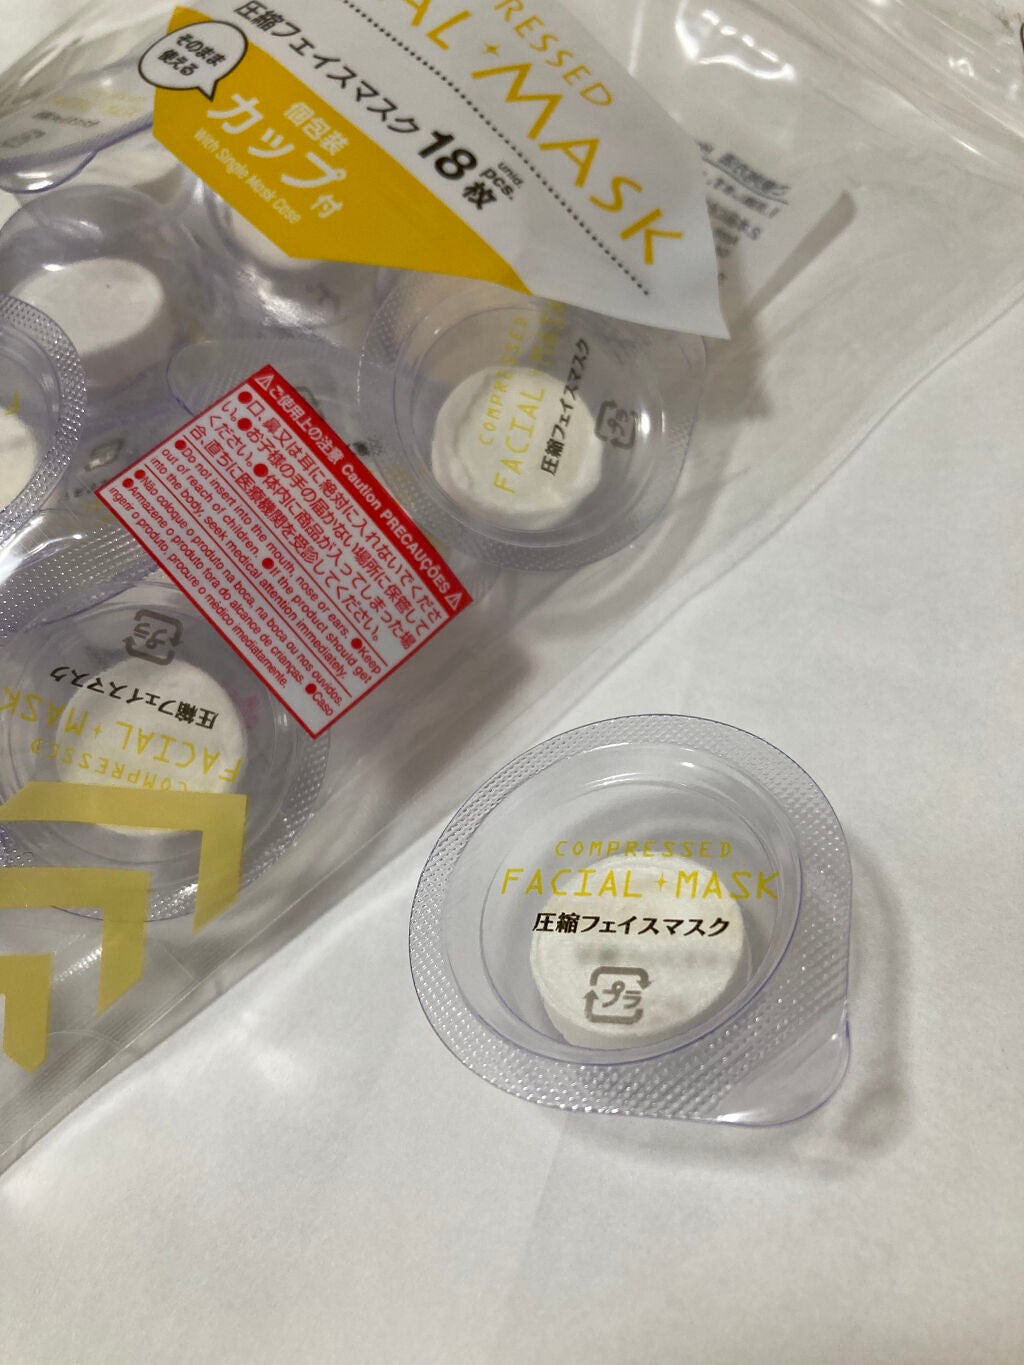 RESSED
AL✦MASK
圧縮フェイスマスク 18 unid. pcs. 枚
そのまま
使える
個包装
カップ付
With Single Mask Case
COMPRESSED
FACIAL MASK
圧縮フェイスマスク
プラ
⚠ご使用上の注意 Caution PRECAUÇÕES⚠
●口、鼻又は耳に絶対に入れないでくださ
い。●お子様の手の届かない場所に保管して
ください。●体内に商品が入ってしまった場
合、直ちに医療機関を受診してください。
●Do not insert into the mouth, nose or ears. ●Keep
out of reach of children. ●If the product should get
into the body, seek medical attention immediately.
●Não coloque o produto na boca, na boca ou nos ouvidos.
●Armazene o produto fora do alcance de crianças. ●Caso
ingerir o produto, procure o médico imediatamente.
プラ
圧縮フェイスマスク
FACIAL✦MASK
COMPRESSED
COMPRESSED
FACIAL✦MASK
圧縮フェイスマスク
プラ